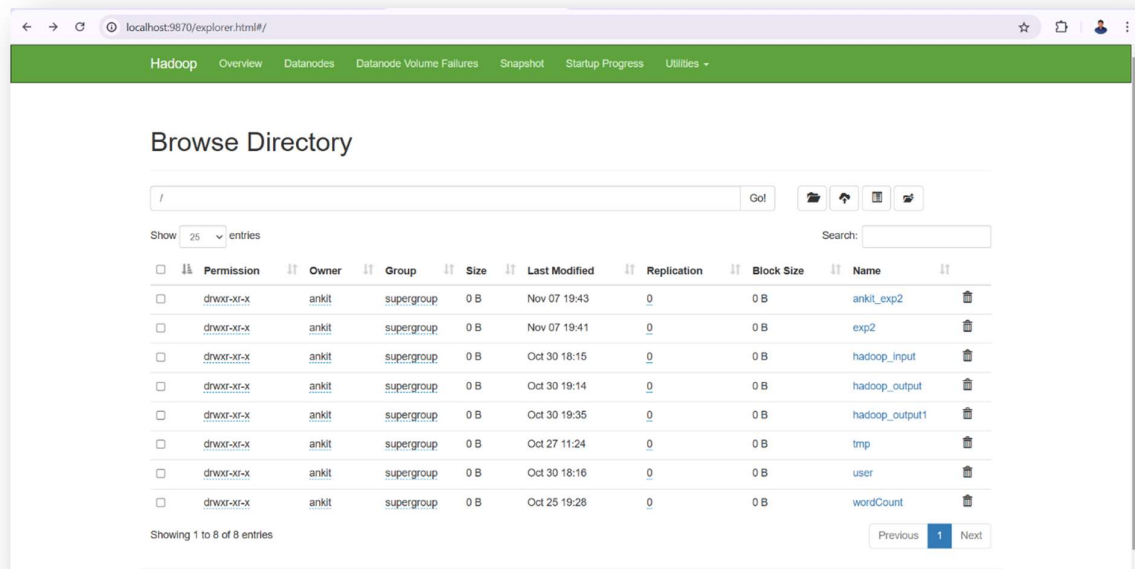 localhost:9870/explorer.html#/
Hadoop Overview Datanodes Datanode Volume Failures Snapshot Startup Progress Utilities
Browse Directory
/ Go!
Show 25 entries Search:
Permission Owner Group Size Last Modified Replication Block Size Name
drwxr-xr-x ankit supergroup 0 B Nov 07 19:43 0 0 B ankit_exp2
drwxr-xr-x ankit supergroup 0 B Nov 07 19:41 0 0 B exp2
drwxr-xr-x ankit supergroup 0 B Oct 30 18:15 0 0 B hadoop_input
drwxr-xr-x ankit supergroup 0 B Oct 30 19:14 0 0 B hadoop_output
drwxr-xr-x ankit supergroup 0 B Oct 30 19:35 0 0 B hadoop_output1
drwxr-xr-x ankit supergroup 0 B Oct 27 11:24 0 0 B tmp
drwxr-xr-x ankit supergroup 0 B Oct 30 18:16 0 0 B user
drwxr-xr-x ankit supergroup 0 B Oct 25 19:28 0 0 B wordCount
Showing 1 to 8 of 8 entries Previous 1 Next